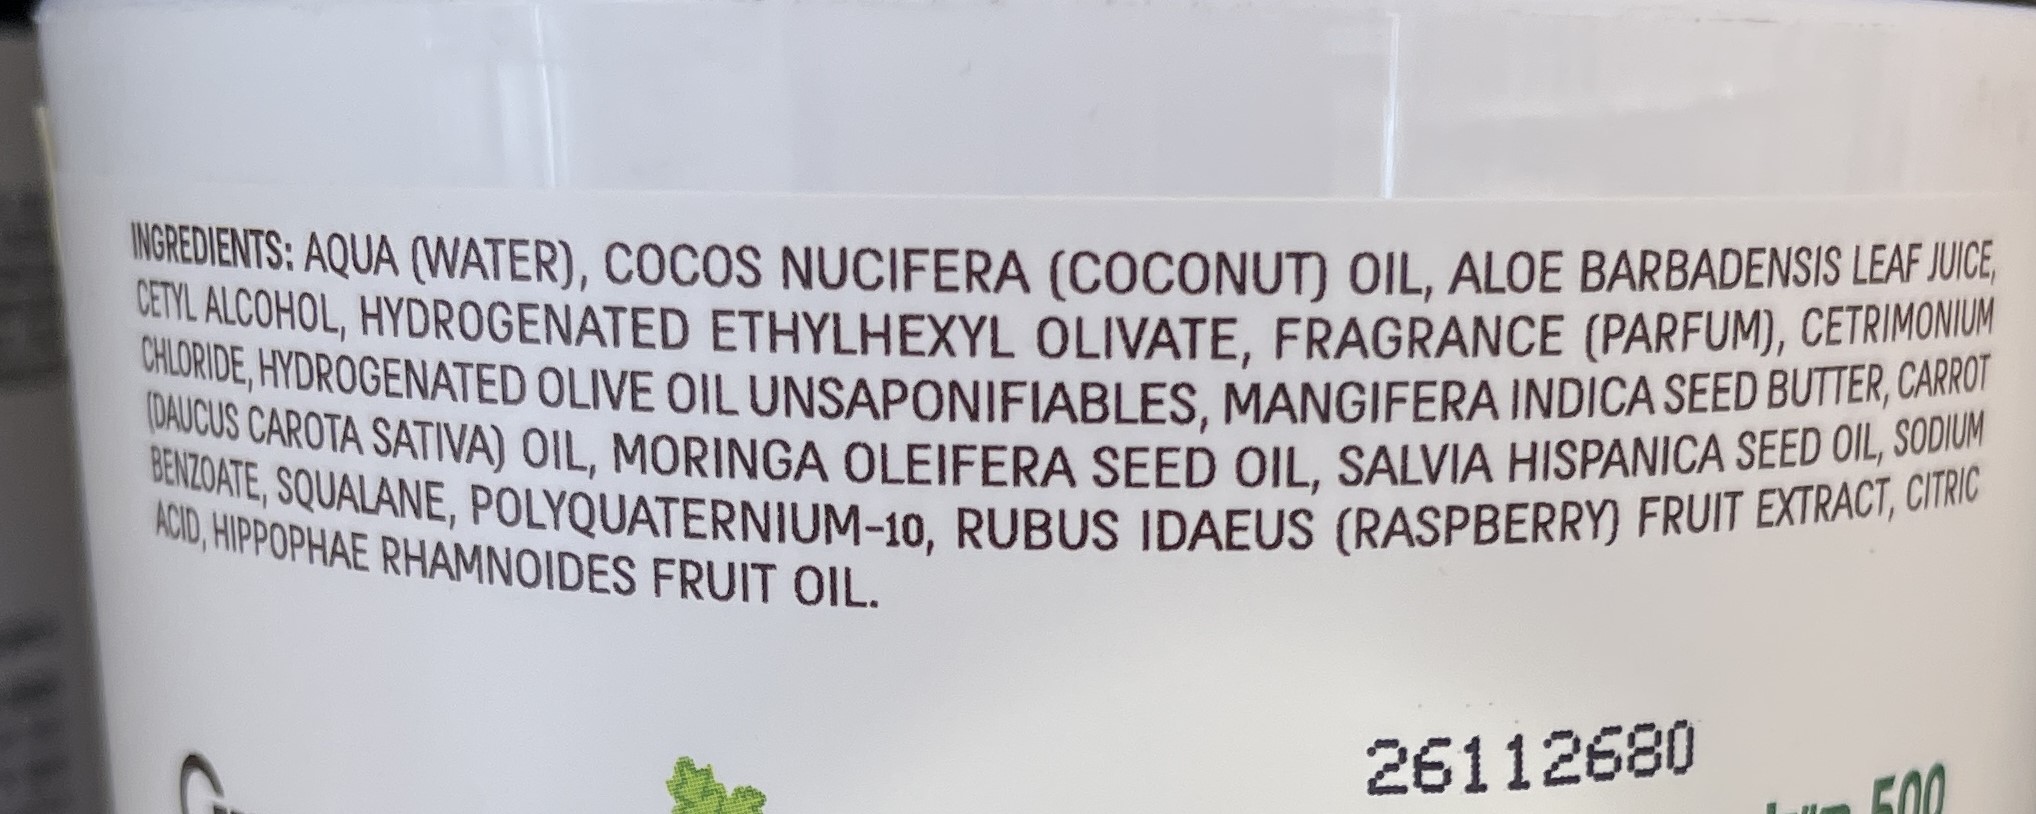 INGREDIENTS: AQUA (WATER), COCOS NUCIFERA (COCONUT) OIL, ALOE BARBADENSIS LEAF JUICE,
CETYL ALCOHOL, HYDROGENATED ETHYLHEXYL OLIVATE, FRAGRANCE (PARFUM), CETRIMONIUM
CHLORIDE, HYDROGENATED OLIVE OIL UNSAPONIFIABLES, MANGIFERA INDICA SEED BUTTER, CARROT
(DAUCUS CAROTA SATIVA) OIL, MORINGA OLEIFERA SEED OIL, SALVIA HISPANICA SEED OIL, SODIUM
BENZOATE, SQUALANE, POLYQUATERNIUM-10, RUBUS IDAEUS (RASPBERRY) FRUIT EXTRACT, CITRIC
ACID, HIPPOPHAE RHAMNOIDES FRUIT OIL.
26112680
500